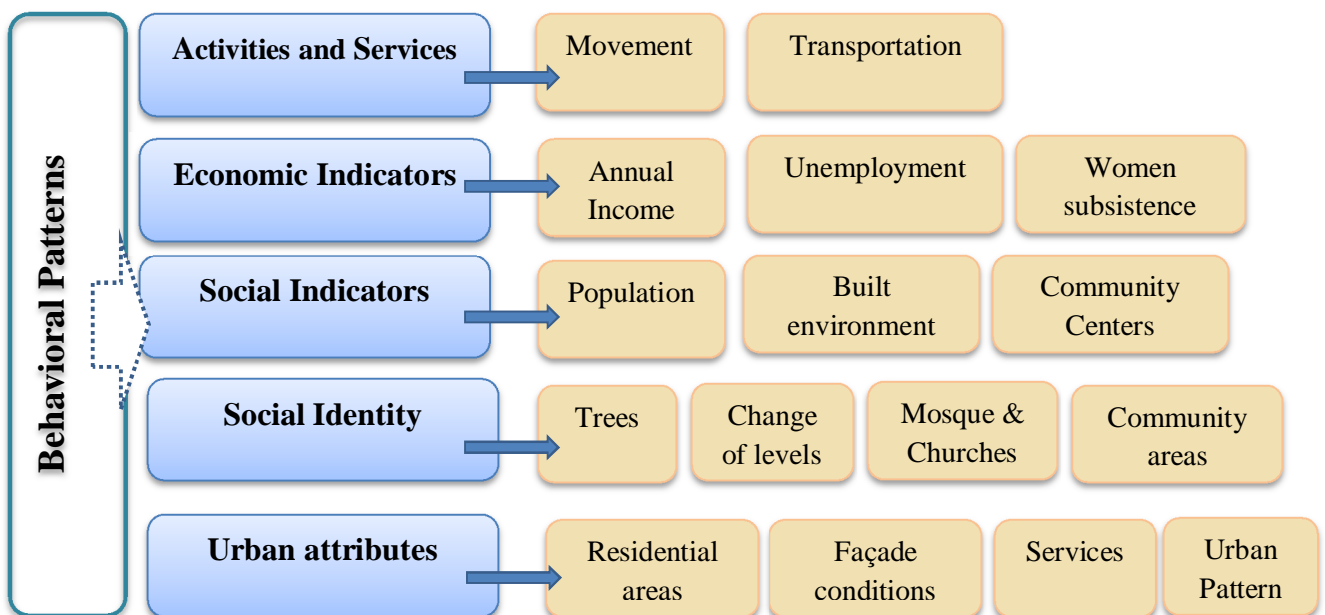 Behavioral Patterns
Activities and Services
Movement
Transportation
Economic Indicators
Annual
Income
Unemployment
Women
subsistence
Social Indicators
Population
Built
environment
Community
Centers
Social Identity
Trees
Change
of levels
Mosque &
Churches
Community
areas
Urban attributes
Residential
areas
Façade
conditions
Services
Urban
Pattern